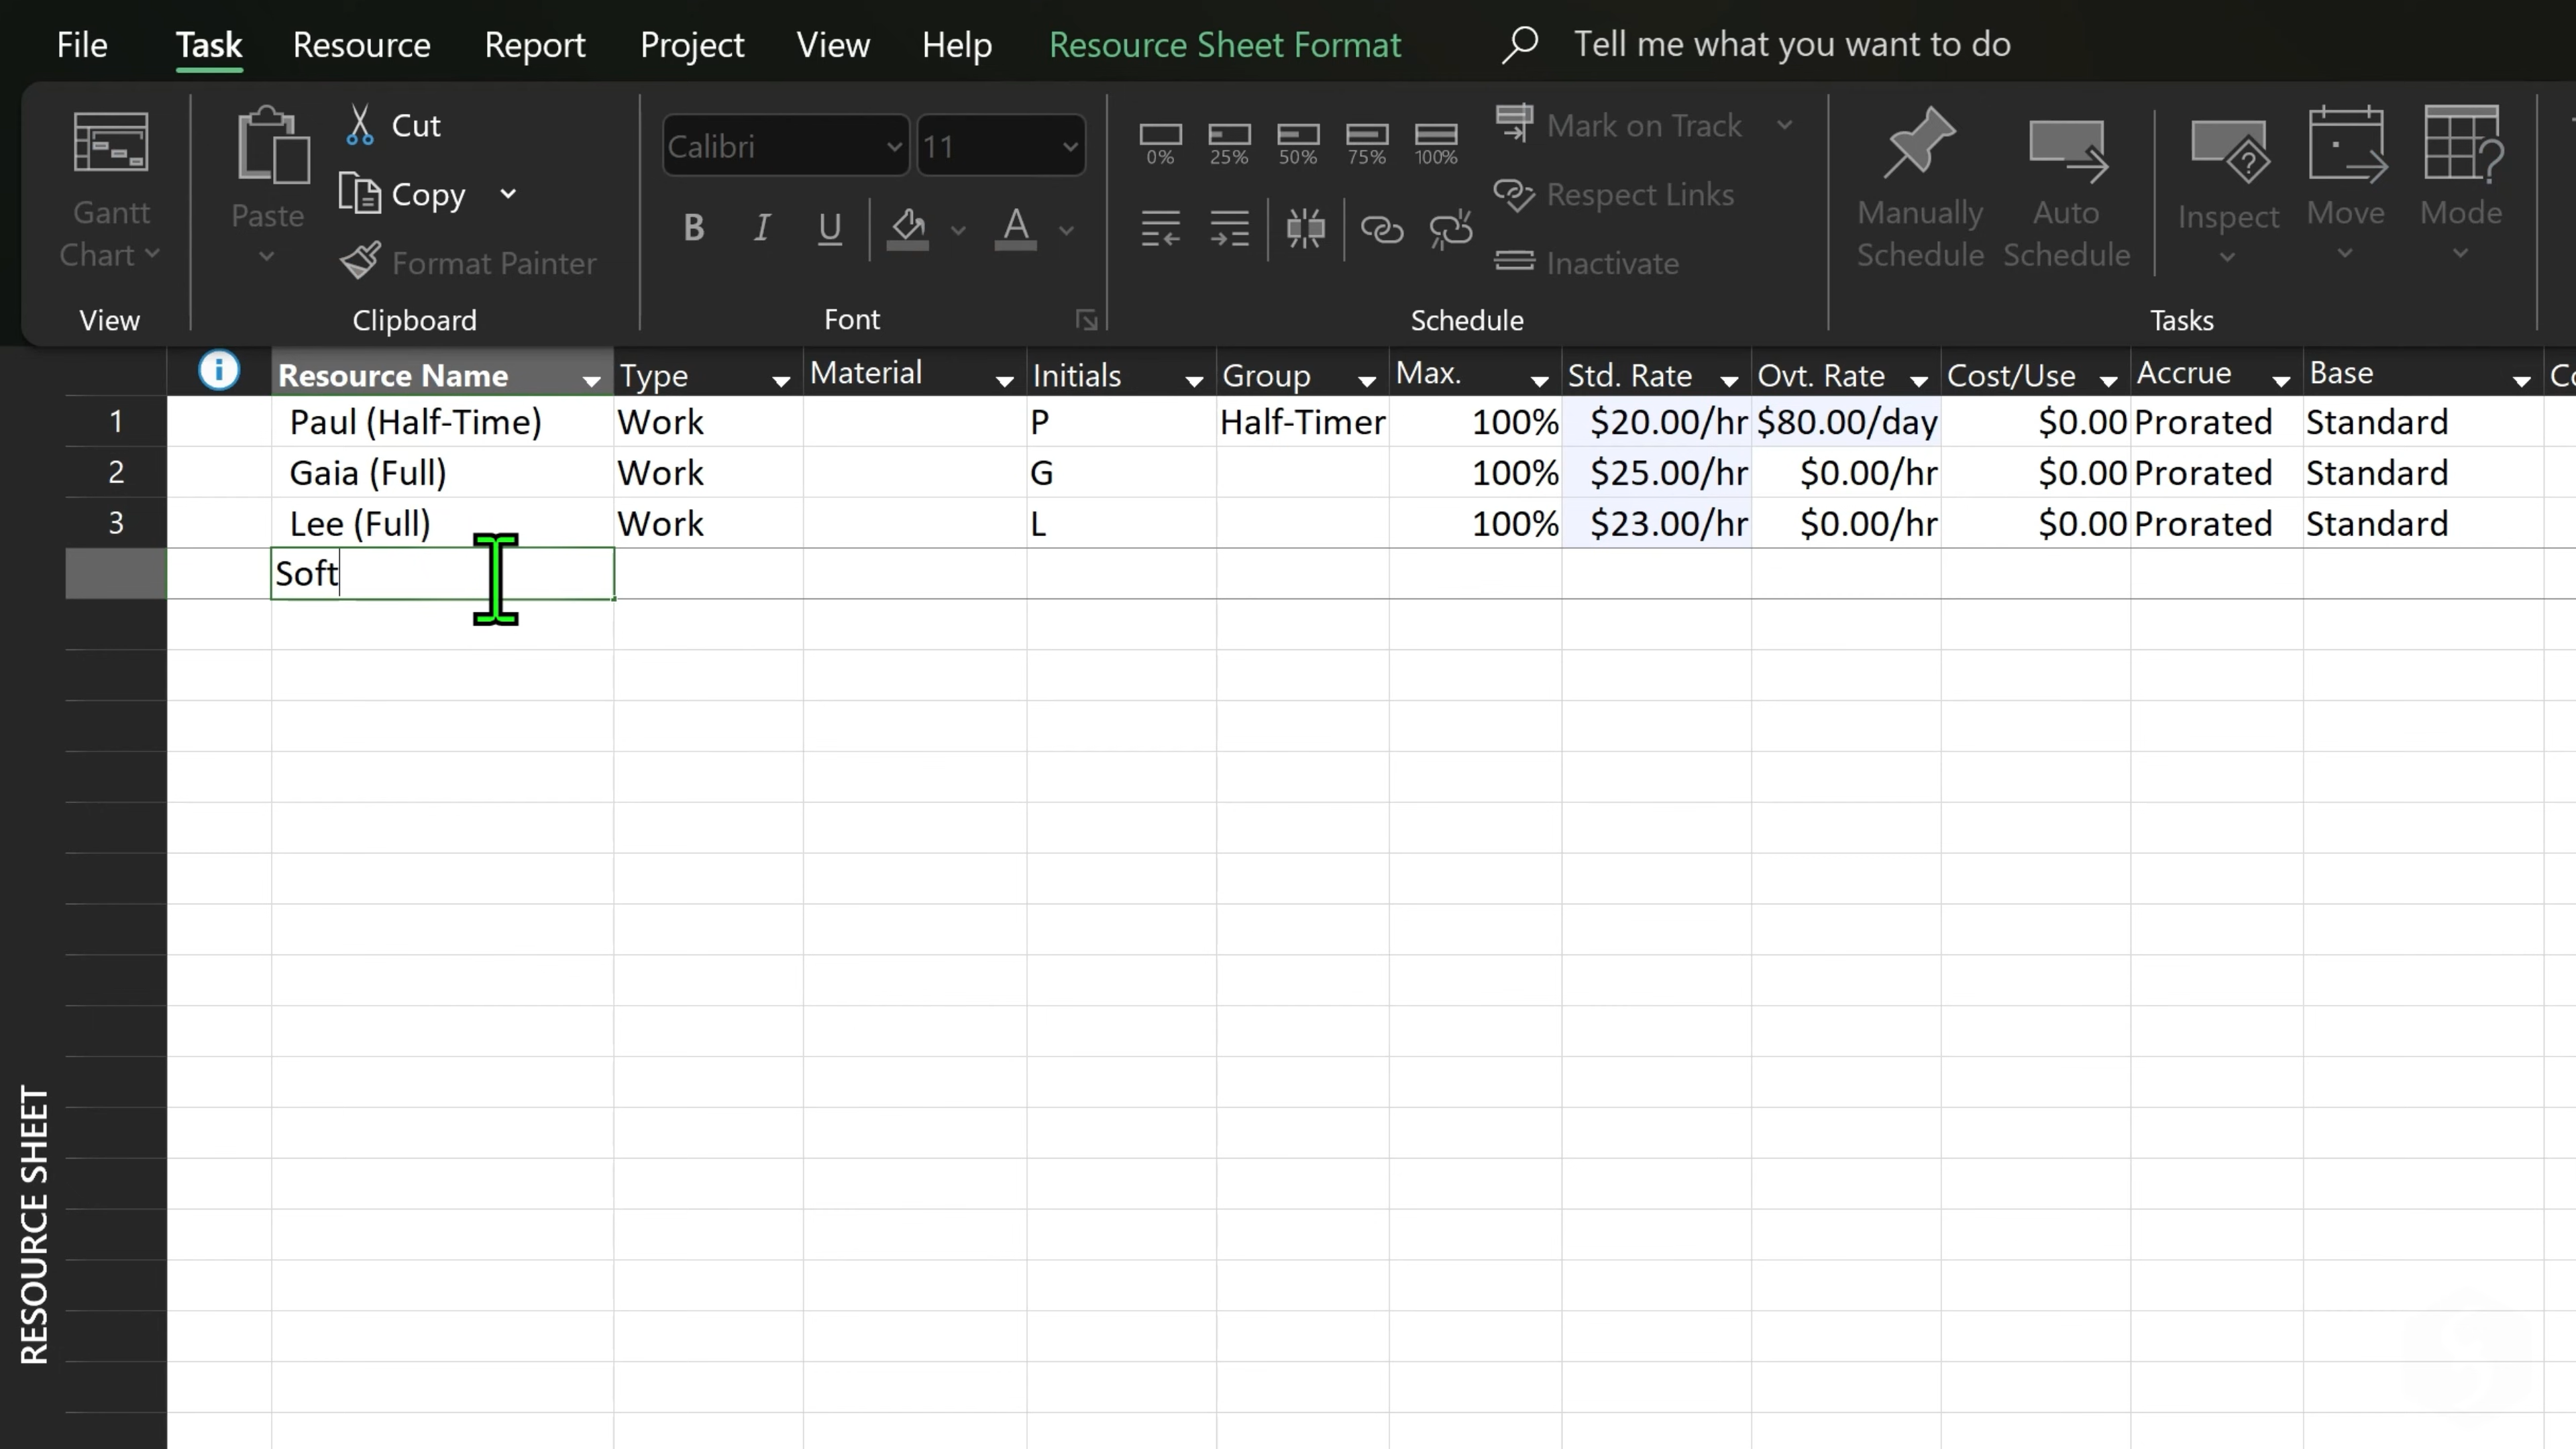 File Task Resource Report Project View Help Resource Sheet Format Tell me what you want to do
Gantt Chart
View
Paste
Cut
Copy
Format Painter
Clipboard
Calibri 11
B I U A
Font
0% 25% 50% 75% 100%
Mark on Track
Respect Links
Inactivate
Schedule
Manually Schedule
Auto Schedule
Inspect
Move
Mode
Tasks
Resource Name Type Material Initials Group Max. Std. Rate Ovt. Rate Cost/Use Accrue Base
1 Paul (Half-Time) Work P Half-Timer 100% $20.00/hr $80.00/day $0.00 Prorated Standard
2 Gaia (Full) Work G 100% $25.00/hr $0.00/hr $0.00 Prorated Standard
3 Lee (Full) Work L 100% $23.00/hr $0.00/hr $0.00 Prorated Standard
Soft
RESOURCE SHEET